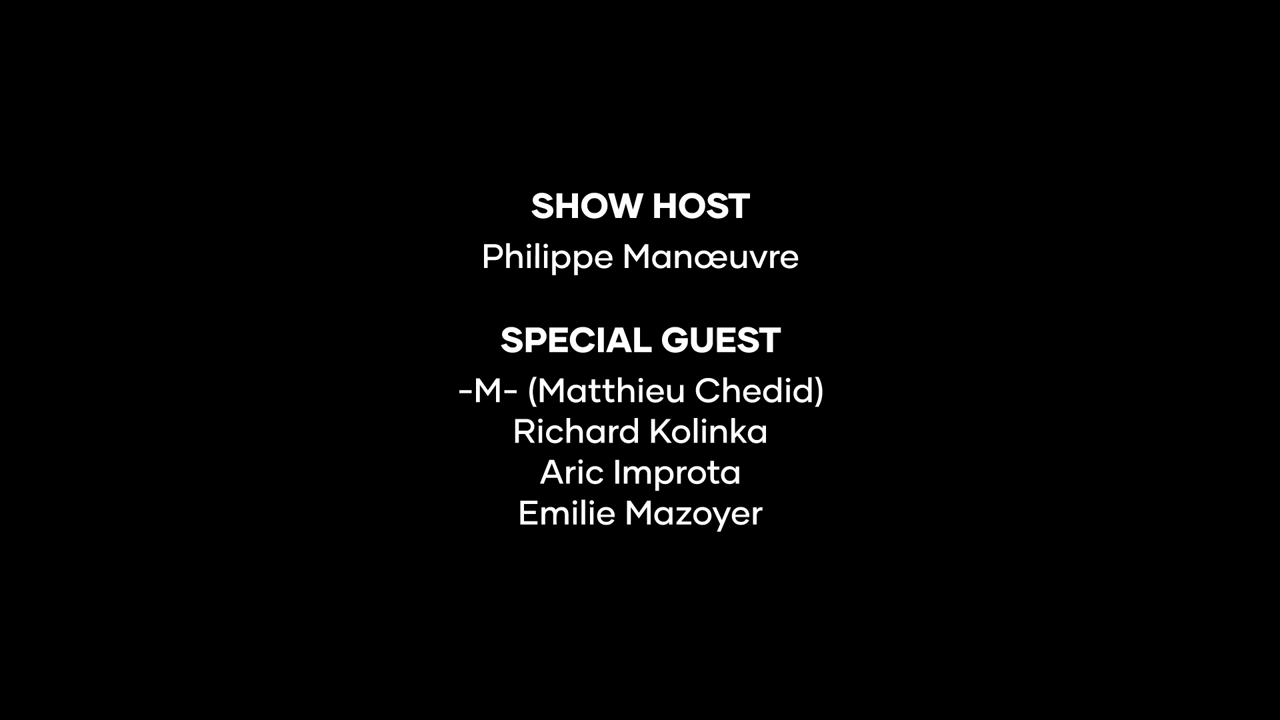 SHOW HOST
Philippe Manœuvre
SPECIAL GUEST
-M- (Matthieu Chedid)
Richard Kolinka
Aric Improta
Emilie Mazoyer